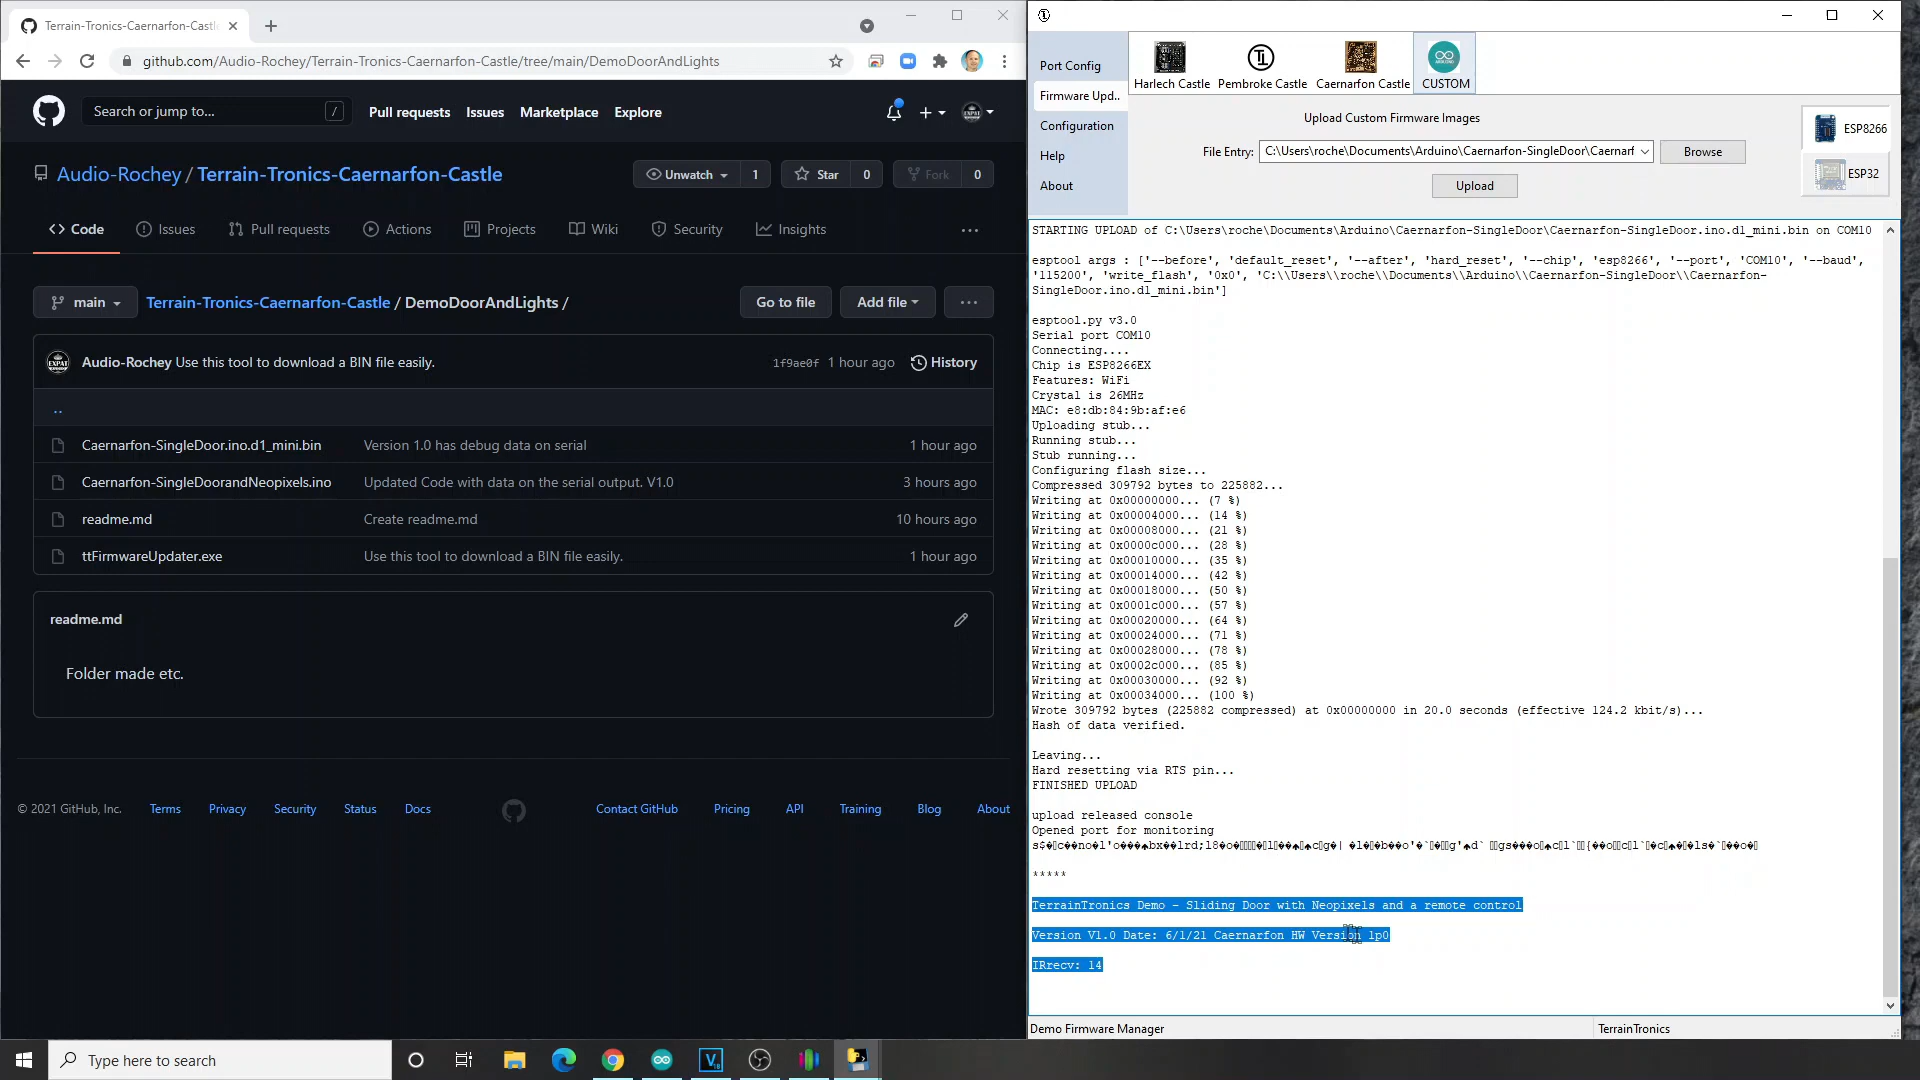 Terrain-Tronics-Caernarfon-Castle
github.com/Audio-Rochey/Terrain-Tronics-Caernarfon-Castle/tree/main/DemoDoorAndLights
Search or jump to... /
Pull requests Issues Marketplace Explore
Audio-Rochey / Terrain-Tronics-Caernarfon-Castle
Unwatch 1 Star 0 Fork 0
Code Issues Pull requests Actions Projects Wiki Security Insights
main Terrain-Tronics-Caernarfon-Castle / DemoDoorAndLights /
Go to file Add file
Audio-Rochey Use this tool to download a BIN file easily. 1f9ae0f 1 hour ago History
..
Caernarfon-SingleDoor.ino.d1_mini.bin Version 1.0 has debug data on serial 1 hour ago
Caernarfon-SingleDoorandNeopixels.ino Updated Code with data on the serial output. V1.0 3 hours ago
readme.md Create readme.md 10 hours ago
ttFirmwareUpdater.exe Use this tool to download a BIN file easily. 1 hour ago
readme.md
Folder made etc.
© 2021 GitHub, Inc. Terms Privacy Security Status Docs Contact GitHub Pricing API Training Blog About
Port Config
Firmware Upd..
Configuration
Help
About
Harlech Castle Pembroke Castle Caernarfon Castle CUSTOM
Upload Custom Firmware Images
File Entry: C:\Users\roche\Documents\Arduino\Caernarfon-SingleDoor\Caernarf Browse
Upload
ESP8266
ESP32
STARTING UPLOAD of C:\Users\roche\Documents\Arduino\Caernarfon-SingleDoor\Caernarfon-SingleDoor.ino.d1_mini.bin on COM10
esptool args : ['--before', 'default_reset', '--after', 'hard_reset', '--chip', 'esp8266', '--port', 'COM10', '--baud',
'115200', 'write_flash', '0x0', 'C:\\Users\\roche\\Documents\\Arduino\\Caernarfon-SingleDoor\\Caernarfon-
SingleDoor.ino.d1_mini.bin']
esptool.py v3.0
Serial port COM10
Connecting....
Chip is ESP8266EX
Features: WiFi
Crystal is 26MHz
MAC: e8:db:84:9b:af:e6
Uploading stub...
Running stub...
Stub running...
Configuring flash size...
Compressed 309792 bytes to 225882...
Writing at 0x00000000... (7 %)
Writing at 0x00004000... (14 %)
Writing at 0x00008000... (21 %)
Writing at 0x0000c000... (28 %)
Writing at 0x00010000... (35 %)
Writing at 0x00014000... (42 %)
Writing at 0x00018000... (50 %)
Writing at 0x0001c000... (57 %)
Writing at 0x00020000... (64 %)
Writing at 0x00024000... (71 %)
Writing at 0x00028000... (78 %)
Writing at 0x0002c000... (85 %)
Writing at 0x00030000... (92 %)
Writing at 0x00034000... (100 %)
Wrote 309792 bytes (225882 compressed) at 0x00000000 in 20.0 seconds (effective 124.2 kbit/s)...
Hash of data verified.
Leaving...
Hard resetting via RTS pin...
FINISHED UPLOAD
upload released console
Opened port for monitoring
*****
TerrainTronics Demo - Sliding Door with Neopixels and a remote control
Version V1.0 Date: 6/1/21 Caernarfon HW Version 1p0
IRrecv: 14
Demo Firmware Manager TerrainTronics
Type here to search